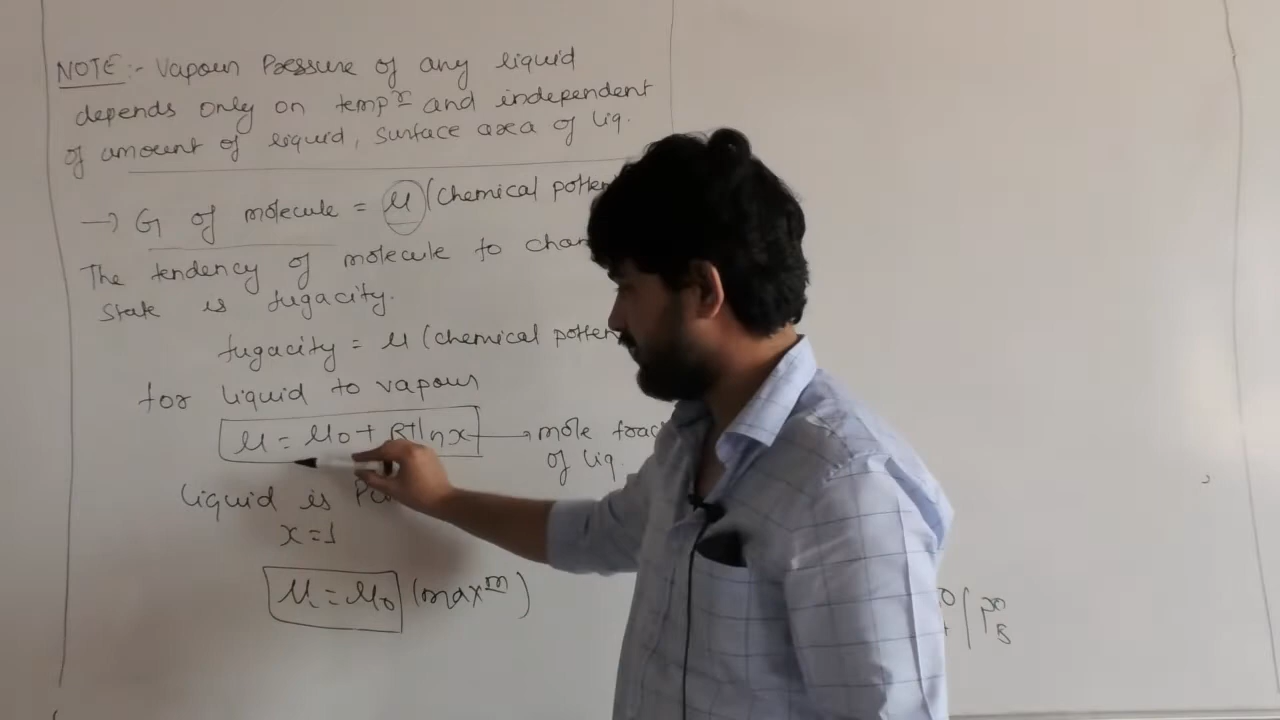 NOTE:- Vapour Pressure of any liquid
depends only on tempr and independent
of amount of liquid, surface area of liq.
→ G of molecule = μ (chemical poten
The tendency of molecule to chan
state is fugacity.
fugacity = μ (chemical poten
for liquid to vapour
μ = μ0 + RTlnx → mole frac
of liq.
liquid is
x=1
μ = μ0 (maxm)
P°B